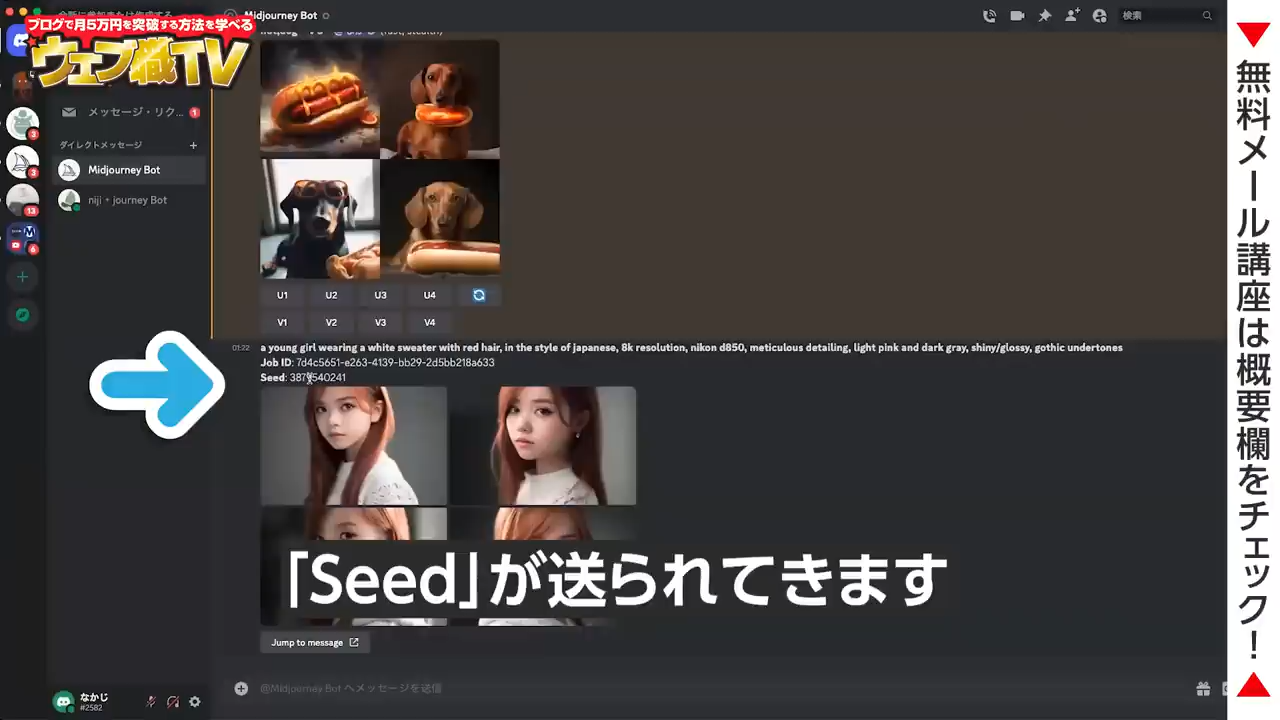 ブログで月5万円を突破する方法を学べる
ウェブ職TV
Midjourney Bot
検索
メッセージ・リク...
1
ダイレクトメッセージ
Midjourney Bot
niji・journey Bot
3
3
13
6
U1 U2 U3 U4
V1 V2 V3 V4
01:22 a young girl wearing a white sweater with red hair, in the style of japanese, 8k resolution, nikon d850, meticulous detailing, light pink and dark gray, shiny/glossy, gothic undertones
Job ID: 7d4c5651-e263-4139-bb29-2d5bb218a633
「Seed」が送られてきます
Jump to message
@Midjourney Bot へメッセージを送信
なかじ
#2582
無料メール講座は概要欄をチェック！